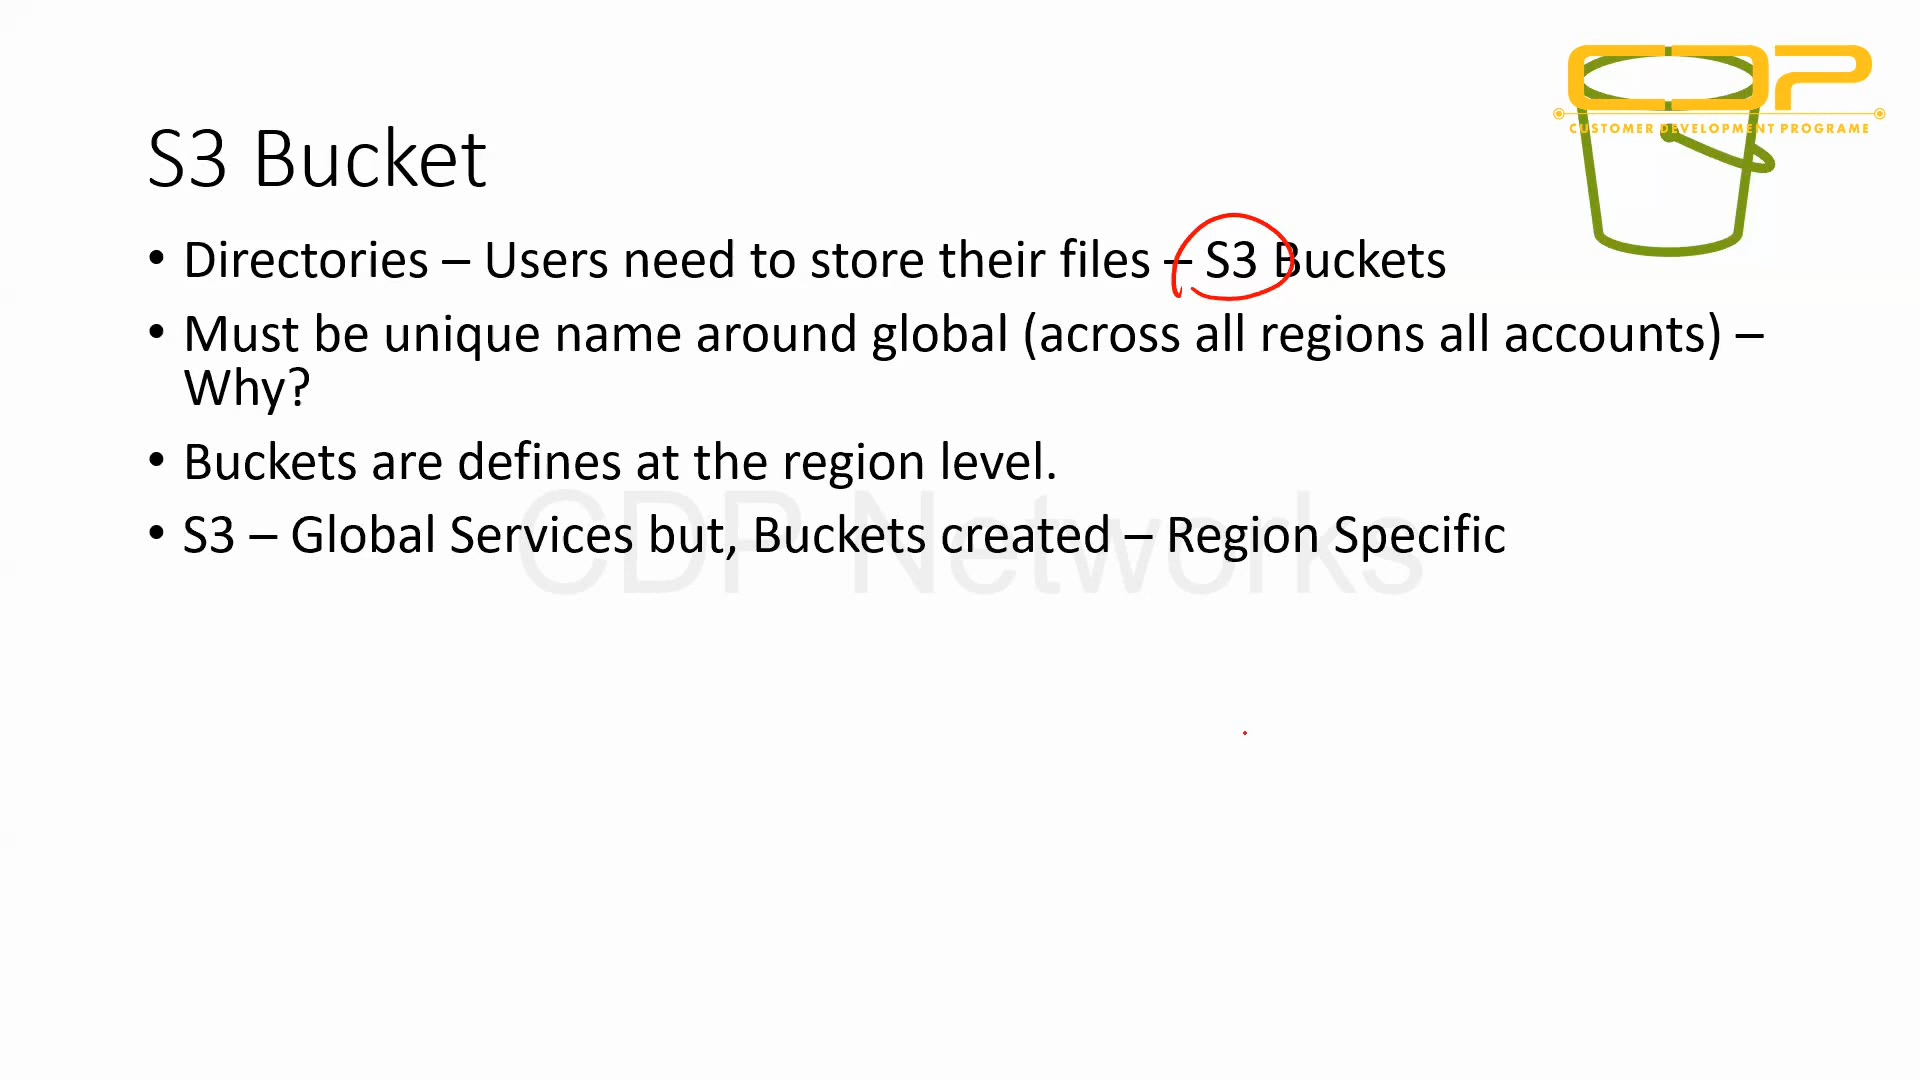 CDP
CUSTOMER DEVELOPMENT PROGRAME
S3 Bucket
• Directories – Users need to store their files – S3 Buckets
• Must be unique name around global (across all regions all accounts) –
Why?
• Buckets are defines at the region level.
• S3 – Global Services but, Buckets created – Region Specific
CDP Networks